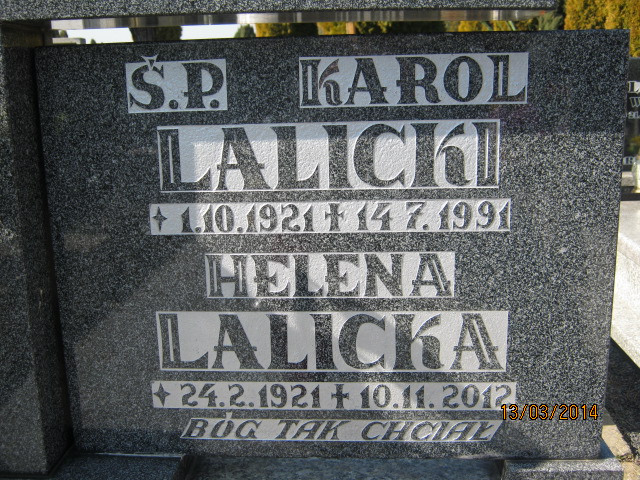 Ś.P. KAROL
LALICKI
✦ 1.10.1921 ✝ 14.7.1991
HELENA
LALICKA
✦ 24.2.1921 ✝ 10.11.2012
BÓG TAK CHCIAŁ
13/03/2014